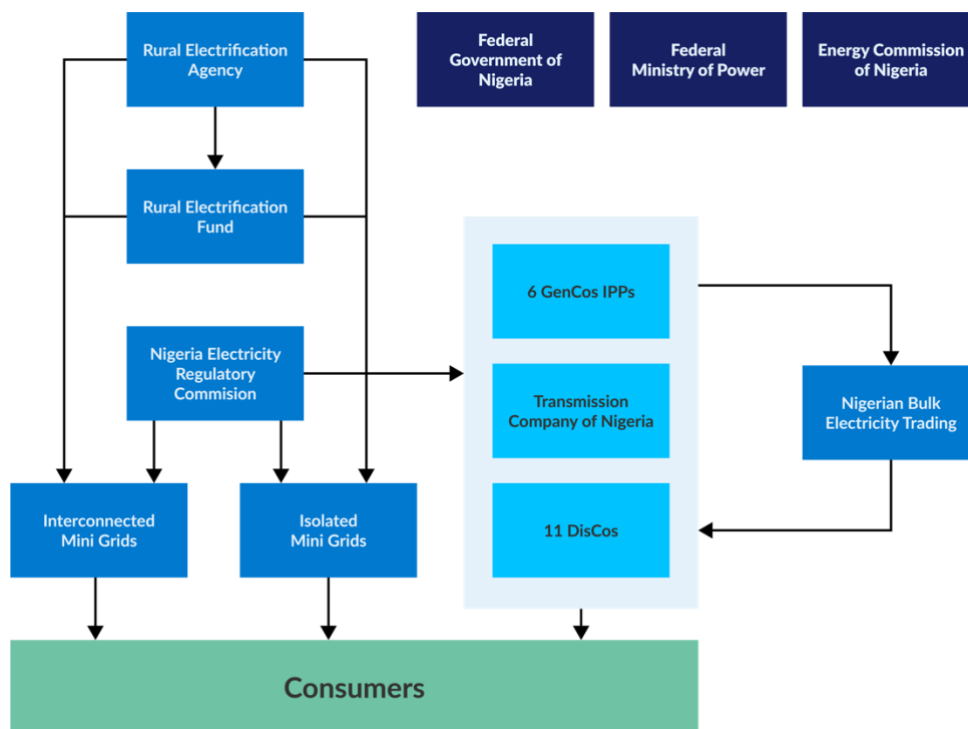 Rural Electrification
Agency
Federal
Government of
Nigeria
Federal
Ministry of Power
Energy Commission
of Nigeria
Rural Electrification
Fund
6 GenCos IPPs
Nigeria Electricity
Regulatory
Commision
Transmission
Company of Nigeria
Nigerian Bulk
Electricity Trading
Interconnected
Mini Grids
Isolated
Mini Grids
11 DisCos
Consumers